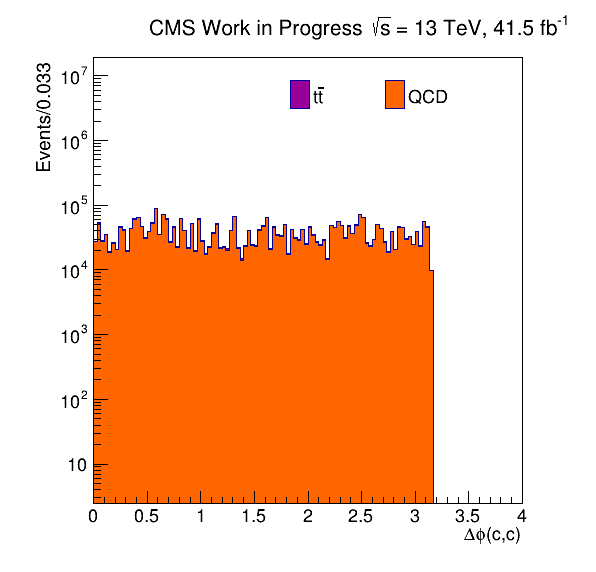 CMS Work in Progress √s = 13 TeV, 41.5 fb⁻¹
Events/0.033
10⁷
10⁶
10⁵
10⁴
10³
10²
10
tt̄
QCD
0 0.5 1 1.5 2 2.5 3 3.5 4
Δϕ(c,c)